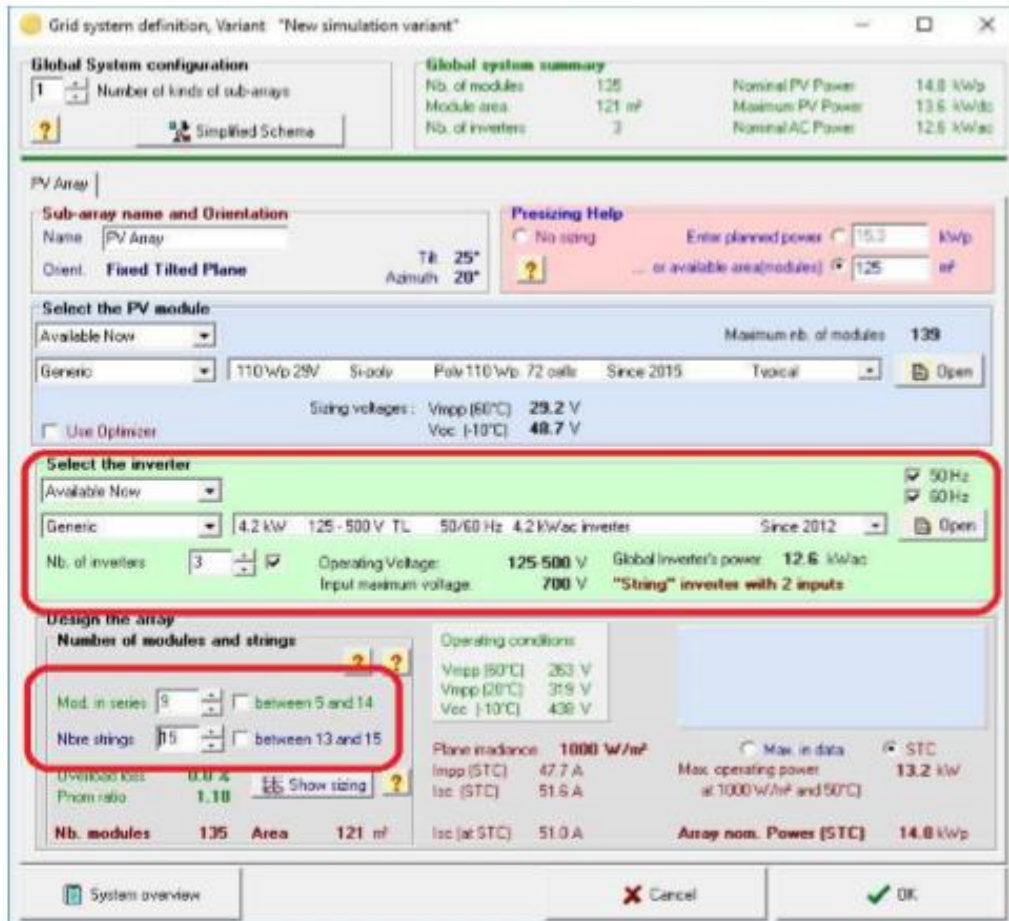 Grid system definition, Variant "New simulation variant"
Global System configuration
1 Number of kinds of sub-arrays
? Simplified Schema
Global system summary
Nb. of modules 135 Nominal PV Power 14.8 kWp
Module area 121 m² Maximum PV Power 13.6 kWdc
Nb. of inverters 3 Nominal AC Power 12.6 kWac
PV Array
Sub-array name and Orientation
Name PV Array
Orient. Fixed Tilted Plane
Tilt 25°
Azimuth 20°
Presizing Help
No sizing Enter planned power 15.3 kWp
? ... or available area(modules) 125 m²
Select the PV module
Available Now Maximum nb. of modules 139
Generic 110 Wp 29V Si-poly Poly 110 Wp 72 cells Since 2015 Typical Open
Sizing voltages : Vmpp (60°C) 29.2 V
Use Optimizer Voc (-10°C) 48.7 V
Select the inverter
Available Now 50 Hz
60 Hz
Generic 4.2 kW 125 - 500 V TL 50/60 Hz 4.2 kWac inverter Since 2012 Open
Nb. of inverters 3 Operating Voltage: 125-500 V Global Inverter's power 12.6 kWac
Input maximum voltage: 700 V "String" inverter with 2 inputs
Design the array
Number of modules and strings
? ?
Mod. in series 9 between 5 and 14
Nbre strings 15 between 13 and 15
Overload loss 0.0 %
Pnom ratio 1.18
Show sizing ?
Nb. modules 135 Area 121 m²
Operating conditions
Vmpp (60°C) 263 V
Vmpp (20°C) 319 V
Voc (-10°C) 438 V
Plane irradiance 1000 W/m²
Impp (STC) 47.7 A
Isc (STC) 51.6 A
Isc (at STC) 51.0 A
Max. in data STC
Max. operating power 13.2 kW
at 1000 W/m² and 50°C)
Array nom. Power (STC) 14.8 kWp
System overview Cancel OK